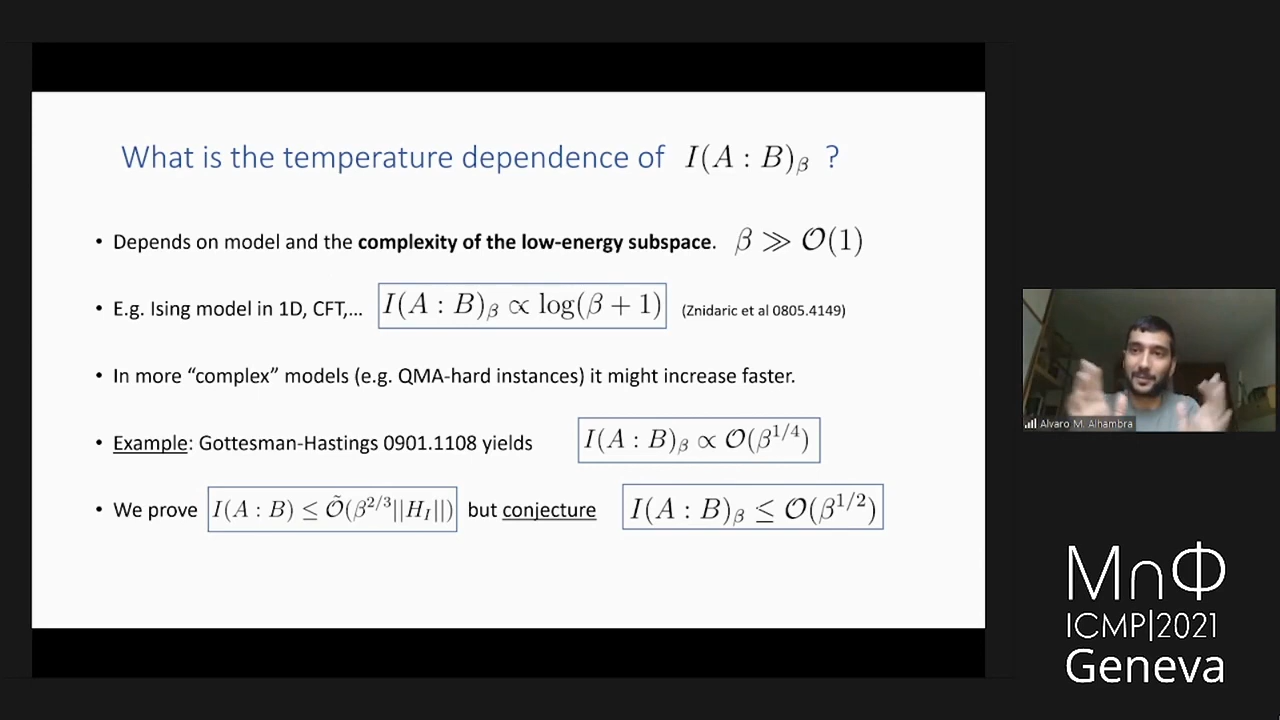 What is the temperature dependence of I(A : B)_β ?
• Depends on model and the complexity of the low-energy subspace. β ≫ O(1)
• E.g. Ising model in 1D, CFT,... I(A : B)_β ∝ log(β + 1) (Znidaric et al 0805.4149)
• In more “complex” models (e.g. QMA-hard instances) it might increase faster.
• Example: Gottesman-Hastings 0901.1108 yields I(A : B)_β ∝ O(β^{1/4})
• We prove I(A : B) ≤ Õ(β^{2/3}||H_I||) but conjecture I(A : B)_β ≤ O(β^{1/2})
Alvaro M. Alhambra
M∩Φ
ICMP|2021
Geneva